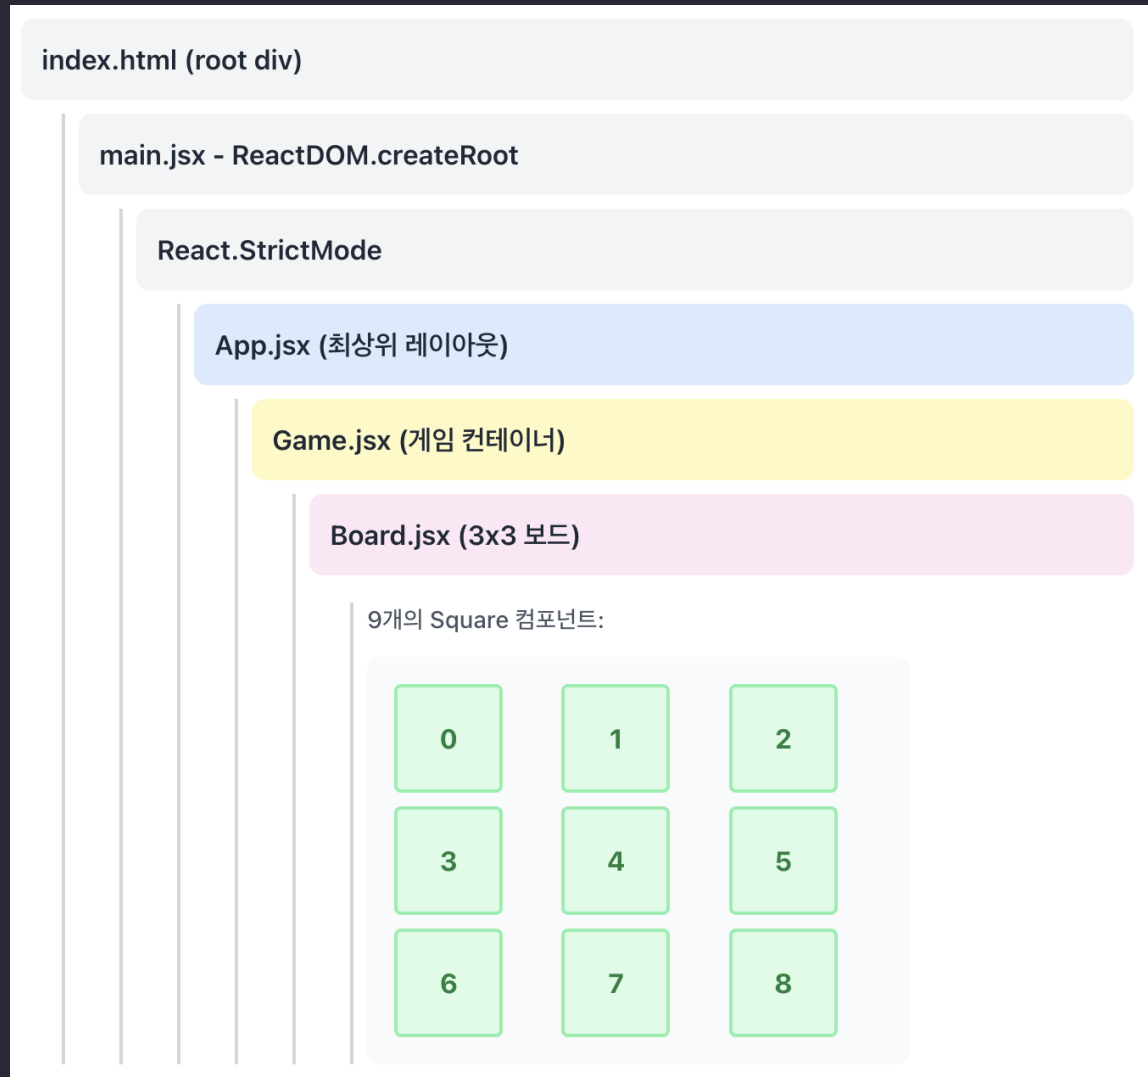 index.html (root div)
main.jsx - ReactDOM.createRoot
React.StrictMode
App.jsx (최상위 레이아웃)
Game.jsx (게임 컨테이너)
Board.jsx (3x3 보드)
9개의 Square 컴포넌트:
0 1 2
3 4 5
6 7 8